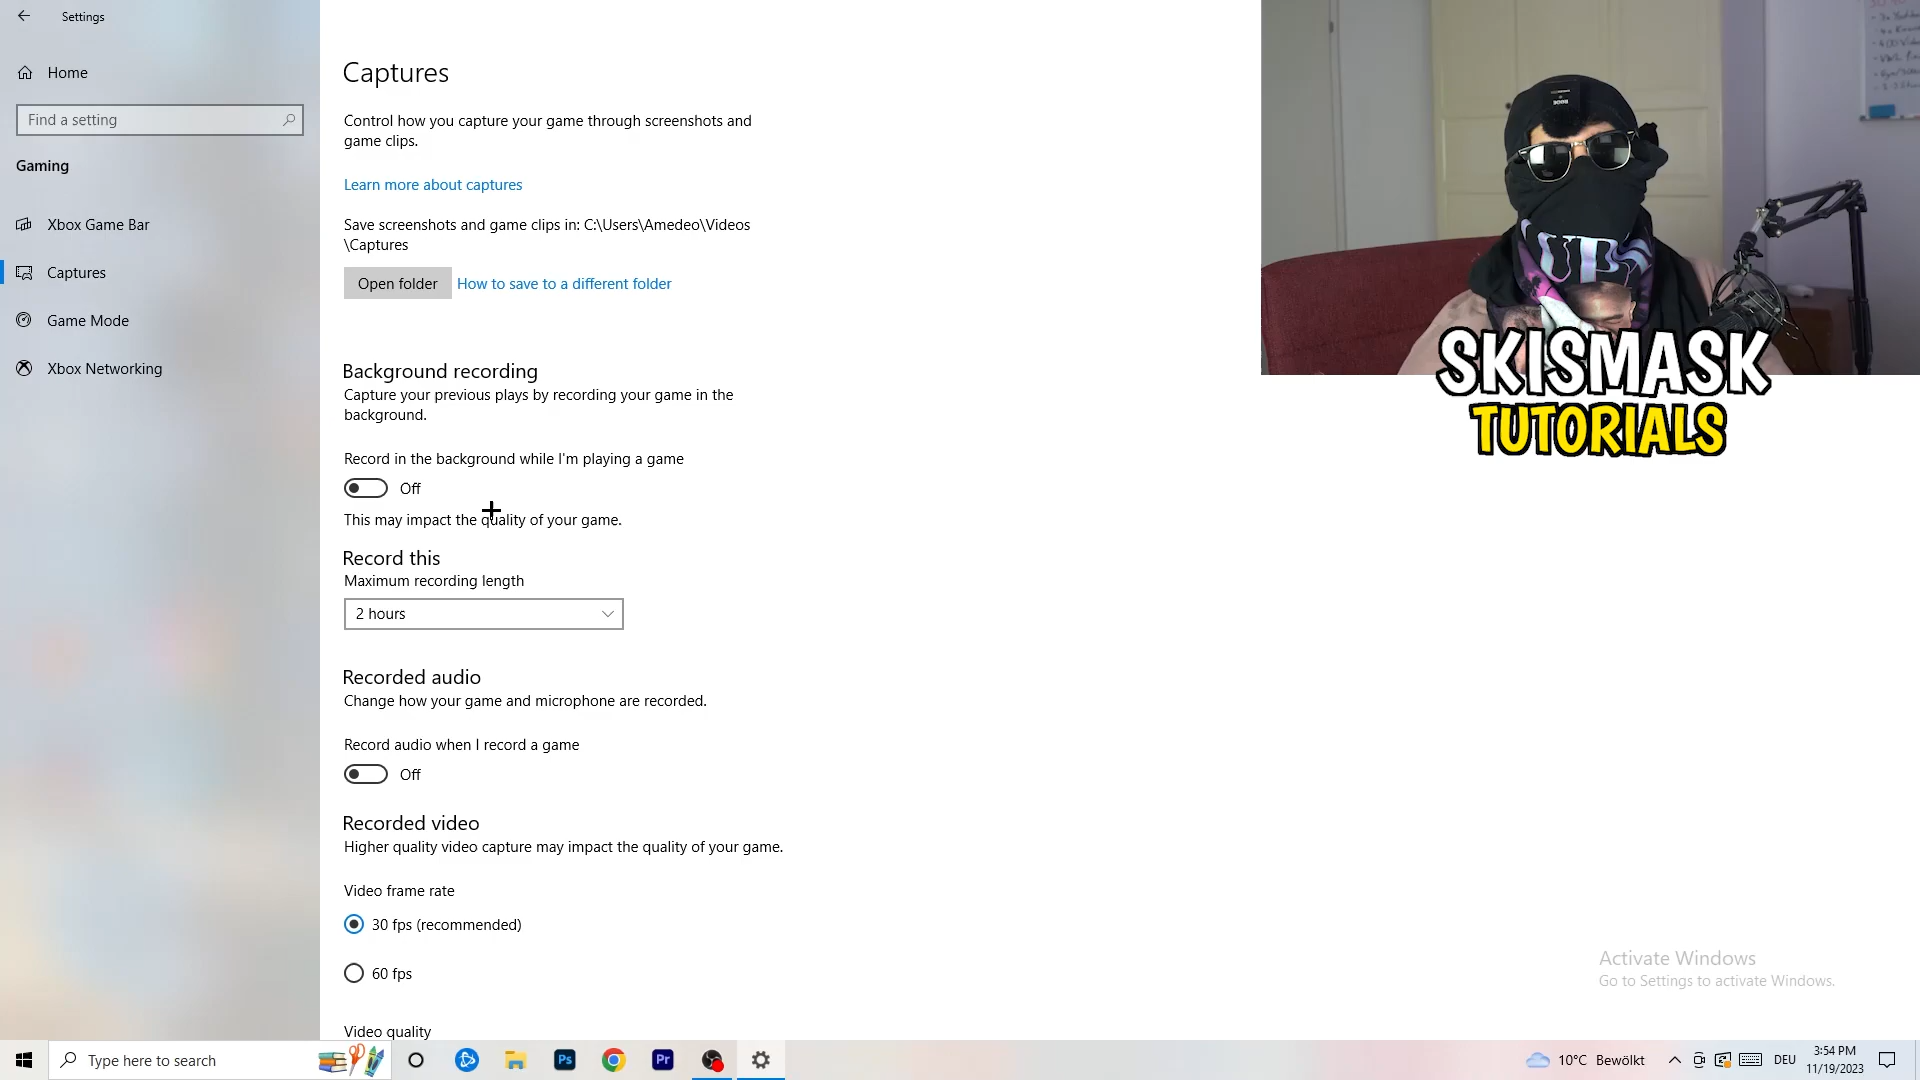 Settings
Home
Find a setting
Gaming
Xbox Game Bar
Captures
Game Mode
Xbox Networking
Captures
Control how you capture your game through screenshots and
game clips.
Learn more about captures
Save screenshots and game clips in: C:\Users\Amedeo\Videos
\Captures
Open folder
How to save to a different folder
Background recording
Capture your previous plays by recording your game in the
background.
Record in the background while I'm playing a game
Off
This may impact the quality of your game.
Record this
Maximum recording length
2 hours
Recorded audio
Change how your game and microphone are recorded.
Record audio when I record a game
Off
Recorded video
Higher quality video capture may impact the quality of your game.
Video frame rate
30 fps (recommended)
60 fps
Video quality
SKISMASK
TUTORIALS
Activate Windows
Go to Settings to activate Windows.
Type here to search
Ps
Pr
10°C Bewölkt
DEU
3:54 PM
11/19/2023